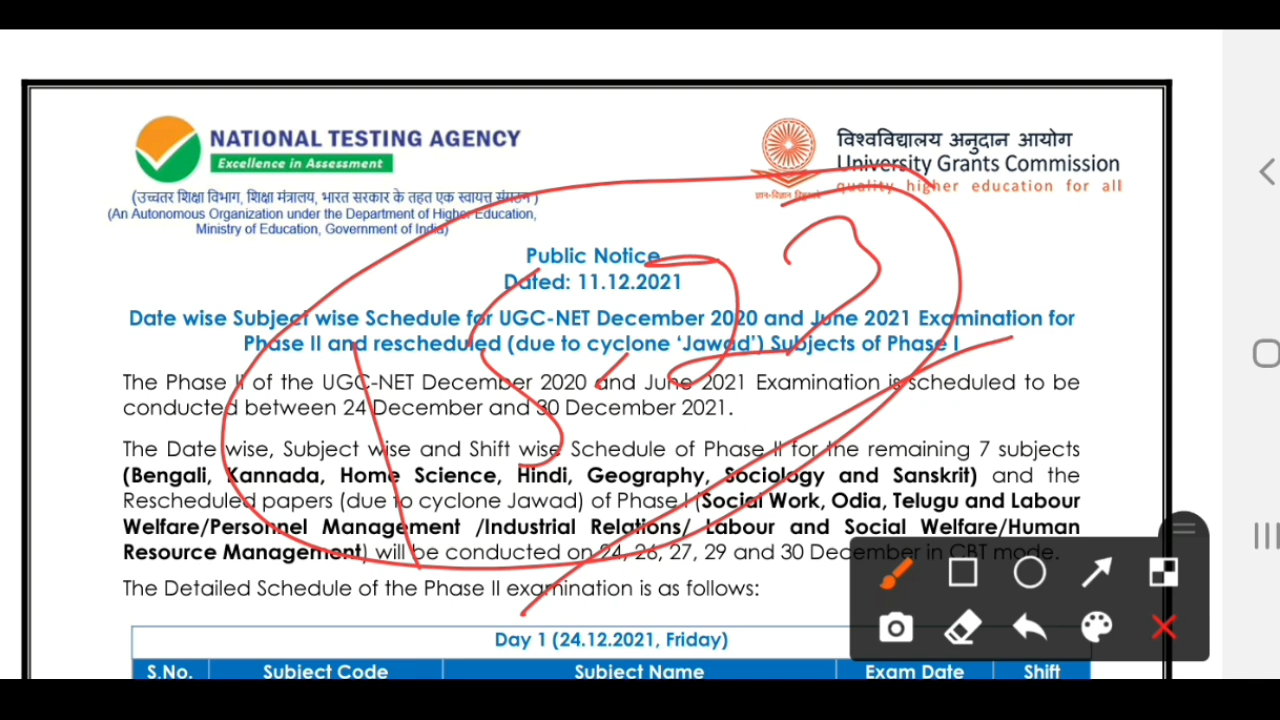 NATIONAL TESTING AGENCY
Excellence in Assessment
(उच्चतर शिक्षा विभाग, शिक्षा मंत्रालय, भारत सरकार के तहत एक स्वायत्त संगठन)
(An Autonomous Organization under the Department of Higher Education,
Ministry of Education, Government of India)
विश्वविद्यालय अनुदान आयोग
University Grants Commission
quality higher education for all
ज्ञान-विज्ञान विमुक्तये
Public Notice
Dated: 11.12.2021
Date wise Subject wise Schedule for UGC-NET December 2020 and June 2021 Examination for
Phase II and rescheduled (due to cyclone ‘Jawad’) Subjects of Phase I
The Phase II of the UGC-NET December 2020 and June 2021 Examination is scheduled to be
conducted between 24 December and 30 December 2021.
The Date wise, Subject wise and Shift wise Schedule of Phase II for the remaining 7 subjects
(Bengali, Kannada, Home Science, Hindi, Geography, Sociology and Sanskrit) and the
Rescheduled papers (due to cyclone Jawad) of Phase I (Social Work, Odia, Telugu and Labour
Welfare/Personnel Management /Industrial Relations/ Labour and Social Welfare/Human
Resource Management) will be conducted on 24, 26, 27, 29 and 30 December in CBT mode.
The Detailed Schedule of the Phase II examination is as follows:
Day 1 (24.12.2021, Friday)
S.No. Subject Code Subject Name Exam Date Shift